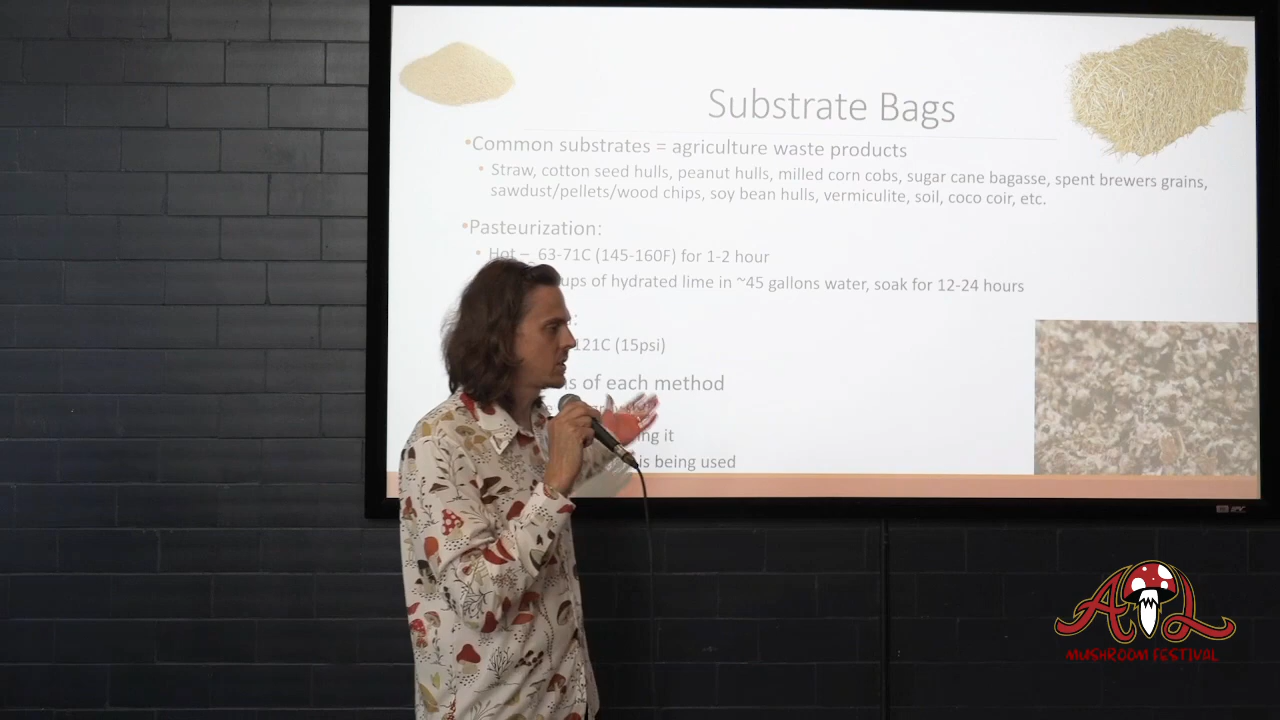 Substrate Bags
•Common substrates = agriculture waste products
• Straw, cotton seed hulls, peanut hulls, milled corn cobs, sugar cane bagasse, spent brewers grains,
sawdust/pellets/wood chips, soy bean hulls, vermiculite, soil, coco coir, etc.
•Pasteurization:
• Hot – 63-71C (145-160F) for 1-2 hour
of hydrated lime in ~45 gallons water, soak for 12-24 hours
121C (15psi)
of each method
it
is being used
AL
MUSHROOM FESTIVAL